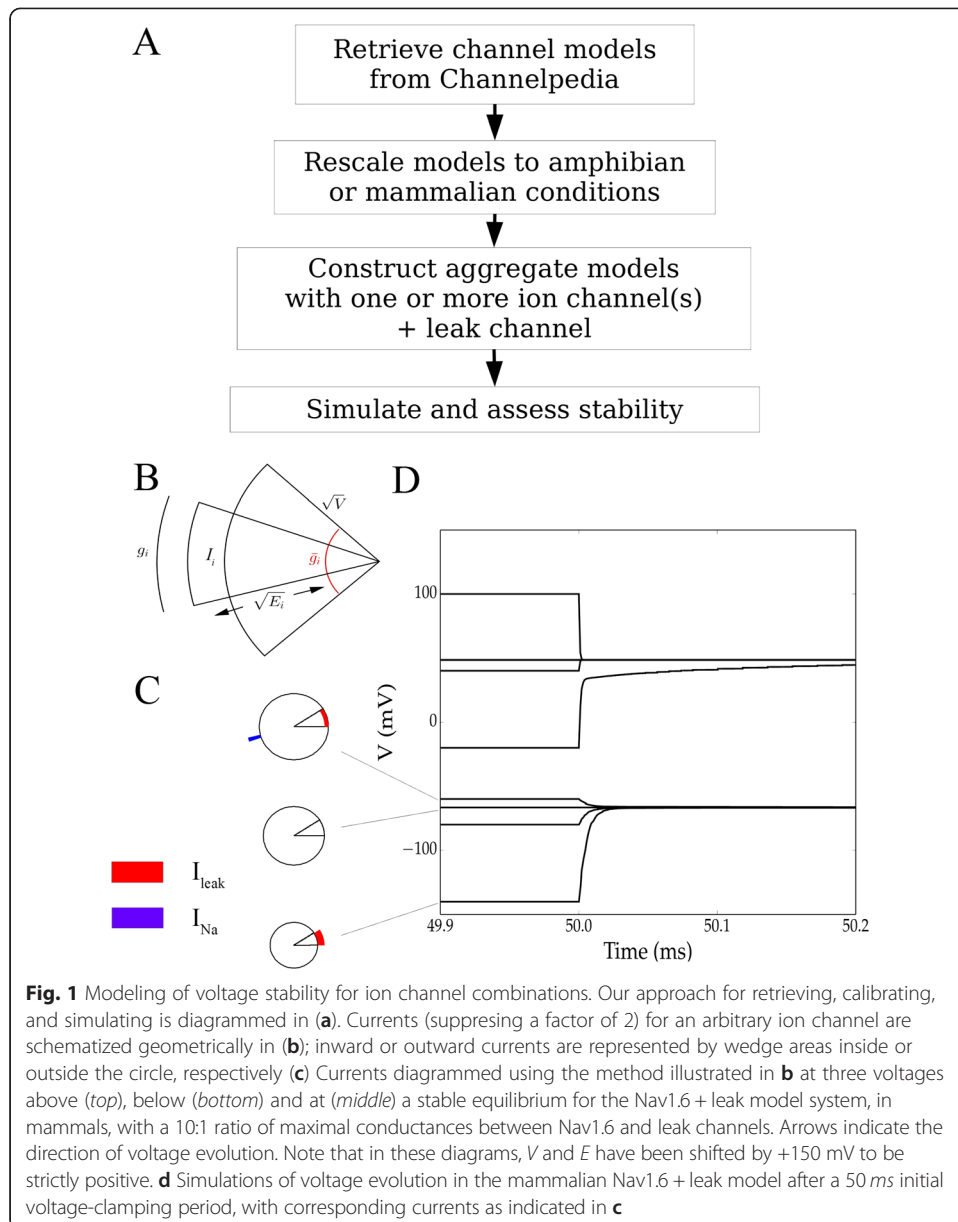 A
Retrieve channel models
from Channelpedia
Rescale models to amphibian
or mammalian conditions
Construct aggregate models
with one or more ion channel(s)
+ leak channel
Simulate and assess stability
B
g_i
I_i
ḡ_i
√V
√E_i
C
I_leak
I_Na
D
V (mV)
100
0
−100
49.9
50.0
50.1
50.2
Time (ms)
Fig. 1 Modeling of voltage stability for ion channel combinations. Our approach for retrieving, calibrating,
and simulating is diagrammed in (a). Currents (suppresing a factor of 2) for an arbitrary ion channel are
schematized geometrically in (b); inward or outward currents are represented by wedge areas inside or
outside the circle, respectively (c) Currents diagrammed using the method illustrated in b at three voltages
above (top), below (bottom) and at (middle) a stable equilibrium for the Nav1.6 + leak model system, in
mammals, with a 10:1 ratio of maximal conductances between Nav1.6 and leak channels. Arrows indicate the
direction of voltage evolution. Note that in these diagrams, V and E have been shifted by +150 mV to be
strictly positive. d Simulations of voltage evolution in the mammalian Nav1.6 + leak model after a 50 ms initial
voltage-clamping period, with corresponding currents as indicated in c